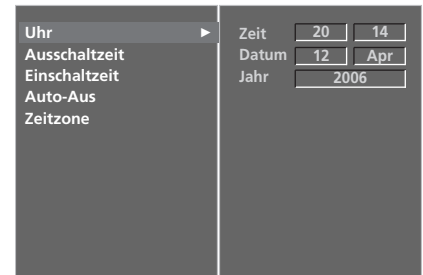 Uhr
Ausschaltzeit
Einschaltzeit
Auto-Aus
Zeitzone
Zeit 20 14
Datum 12 Apr
Jahr 2006